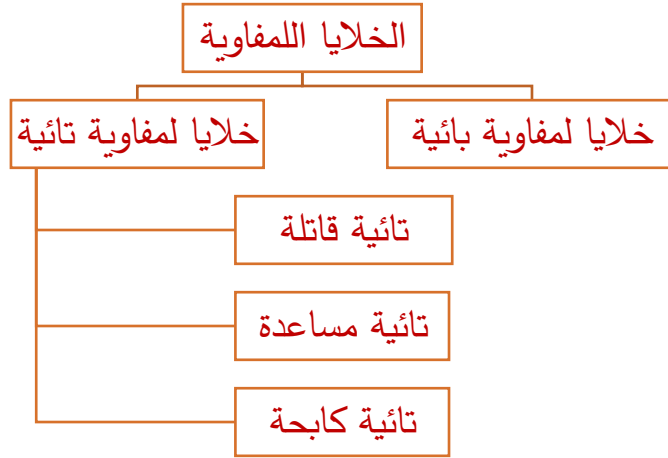 الخلايا اللمفاوية
خلايا لمفاوية بائية
خلايا لمفاوية تائية
تائية قاتلة
تائية مساعدة
تائية كابحة